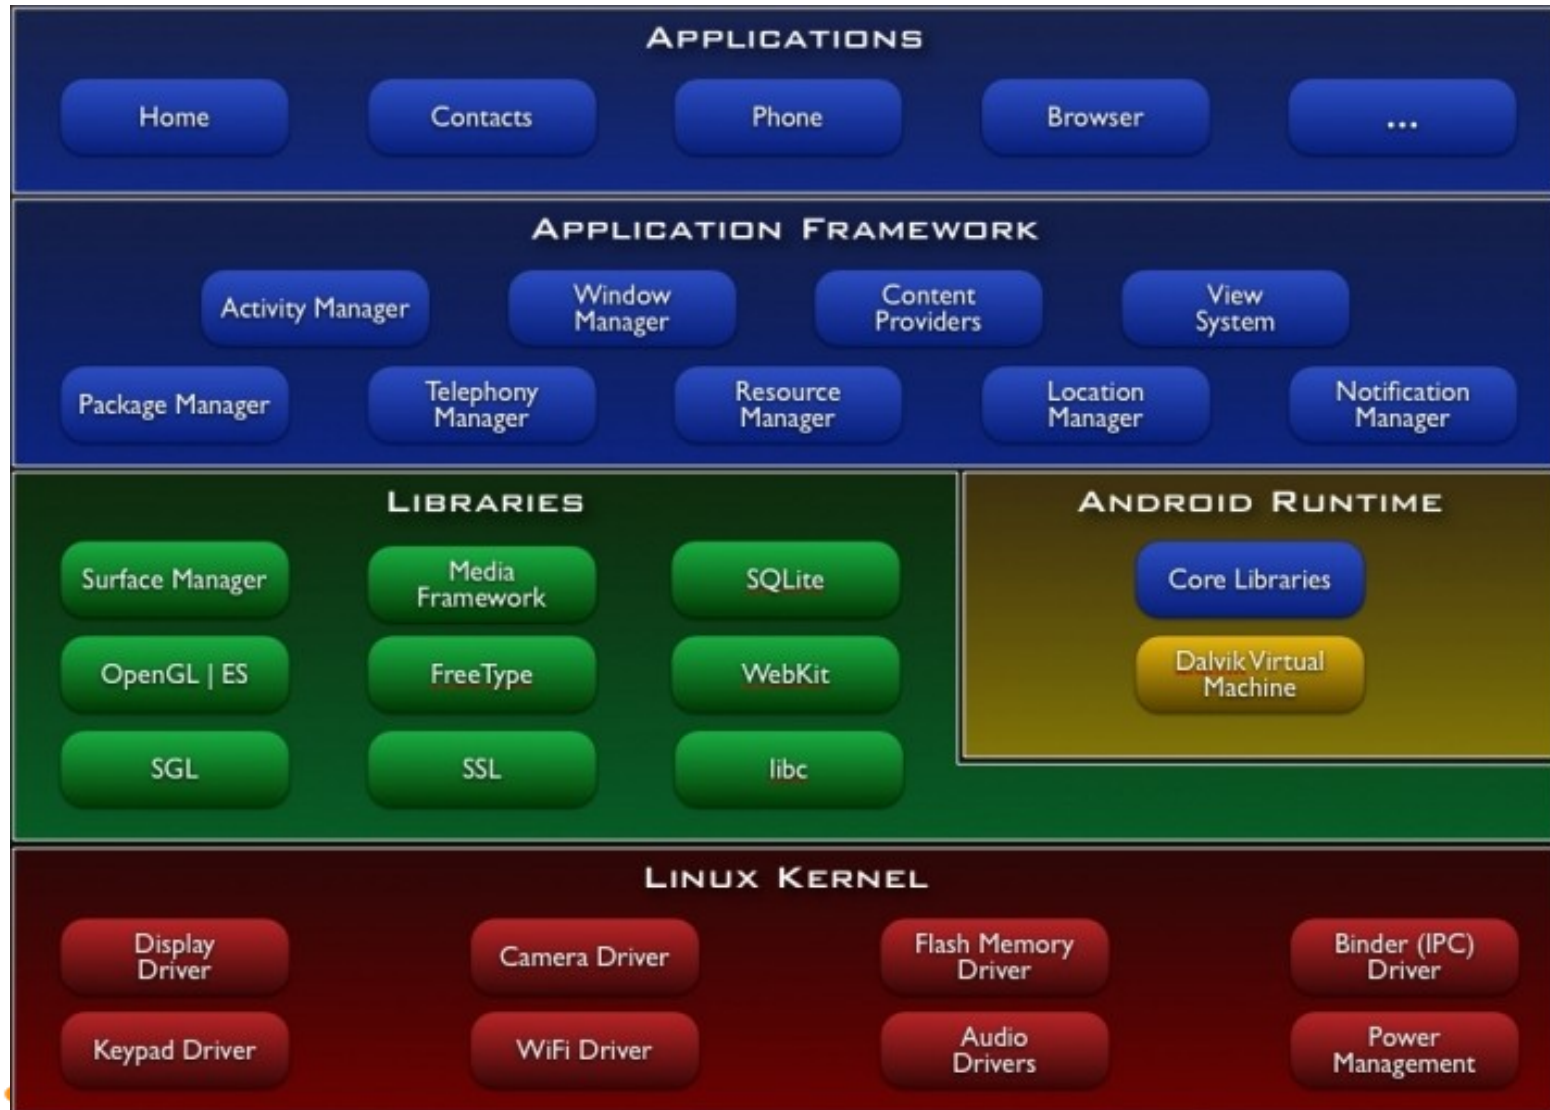 APPLICATIONS
Home
Contacts
Phone
Browser
...
APPLICATION FRAMEWORK
Activity Manager
Window
Manager
Content
Providers
View
System
Package Manager
Telephony
Manager
Resource
Manager
Location
Manager
Notification
Manager
LIBRARIES
Surface Manager
Media
Framework
SQLite
OpenGL | ES
FreeType
WebKit
SGL
SSL
libc
ANDROID RUNTIME
Core Libraries
Dalvik Virtual
Machine
LINUX KERNEL
Display
Driver
Camera Driver
Flash Memory
Driver
Binder (IPC)
Driver
Keypad Driver
WiFi Driver
Audio
Drivers
Power
Management